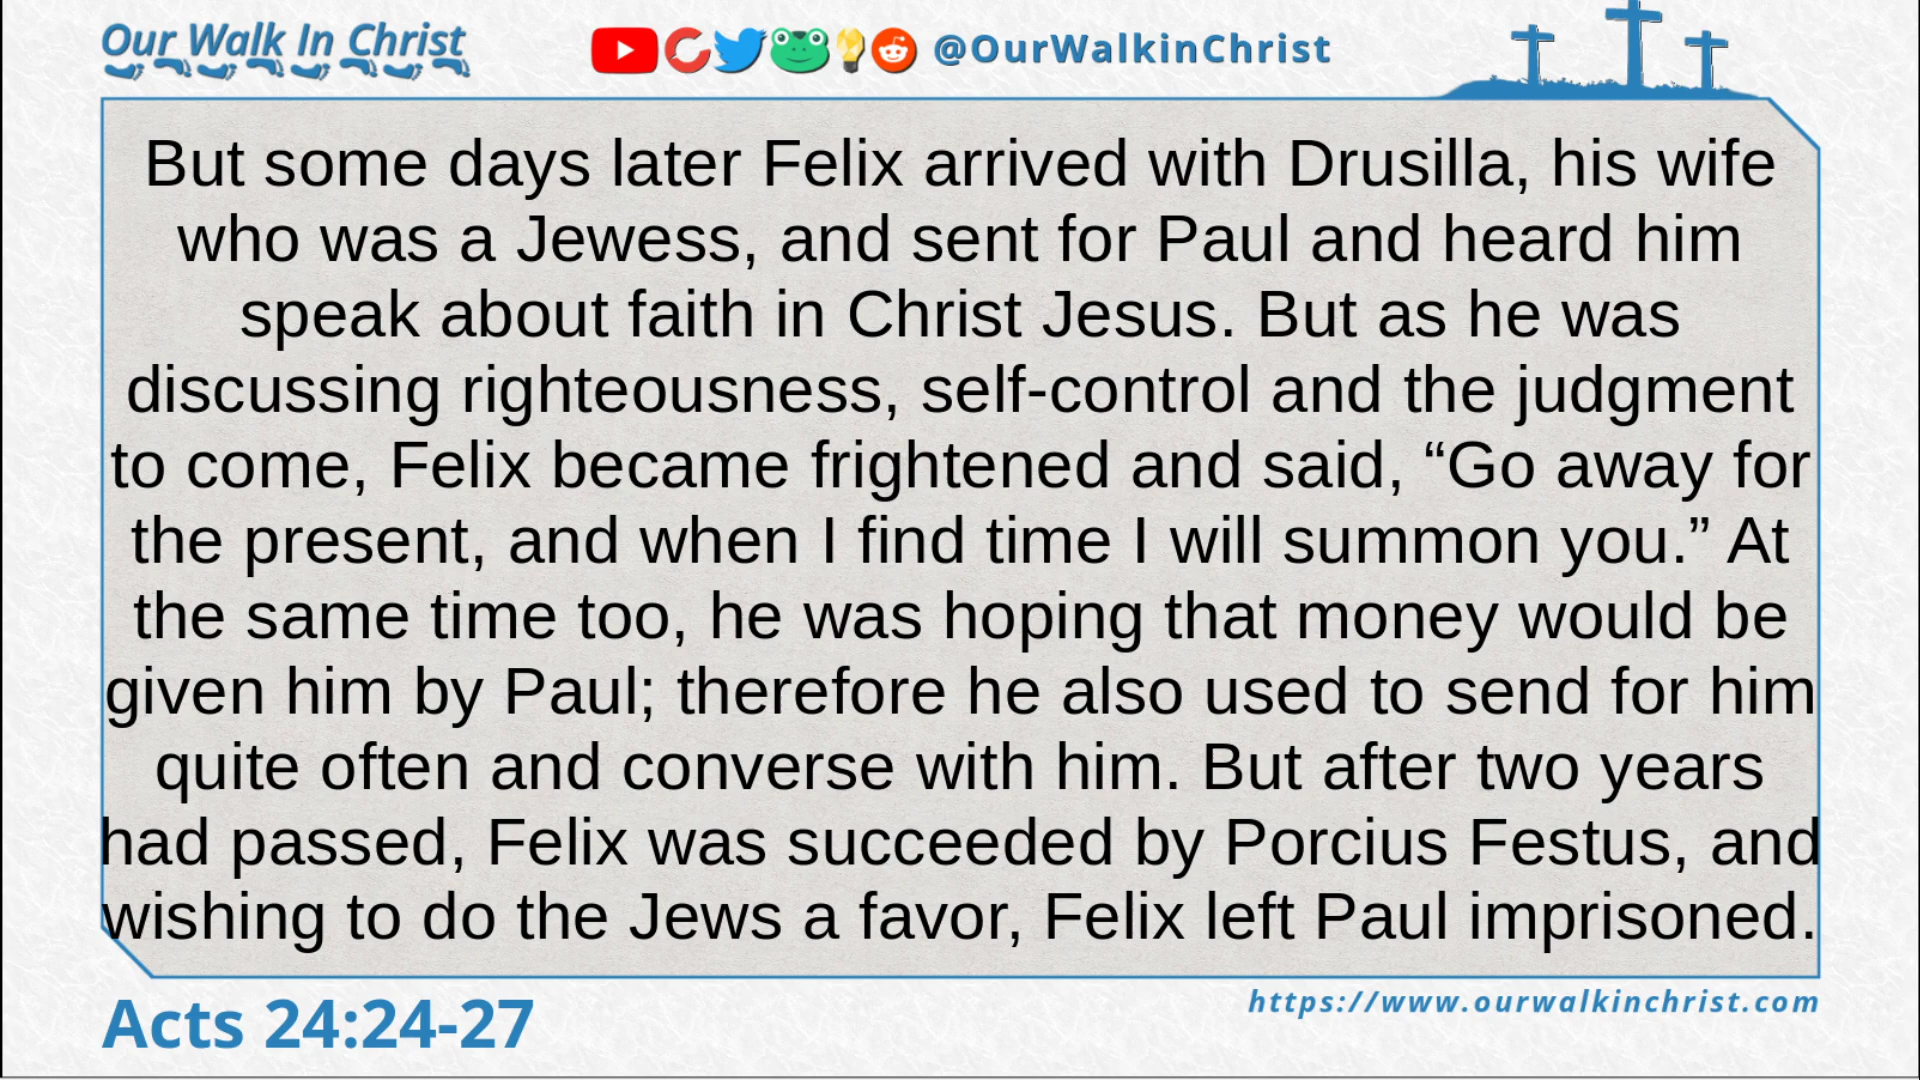 Our Walk In Christ
@OurWalkinChrist
But some days later Felix arrived with Drusilla, his wife
who was a Jewess, and sent for Paul and heard him
speak about faith in Christ Jesus. But as he was
discussing righteousness, self-control and the judgment
to come, Felix became frightened and said, “Go away for
the present, and when I find time I will summon you.” At
the same time too, he was hoping that money would be
given him by Paul; therefore he also used to send for him
quite often and converse with him. But after two years
had passed, Felix was succeeded by Porcius Festus, and
wishing to do the Jews a favor, Felix left Paul imprisoned.
Acts 24:24-27
https://www.ourwalkinchrist.com